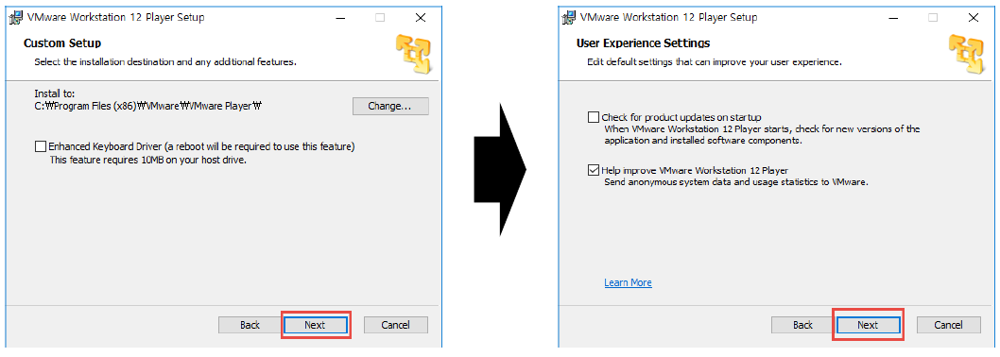 VMware Workstation 12 Player Setup
Custom Setup
Select the installation destination and any additional features.
Install to:
C:₩Program Files (x86)₩VMware₩VMware Player₩
Change...
Enhanced Keyboard Driver (a reboot will be required to use this feature)
This feature requires 10MB on your host drive.
Back Next Cancel
VMware Workstation 12 Player Setup
User Experience Settings
Edit default settings that can improve your user experience.
Check for product updates on startup
When VMware Workstation 12 Player starts, check for new versions of the
application and installed software components.
Help improve VMware Workstation 12 Player
Send anonymous system data and usage statistics to VMware.
Learn More
Back Next Cancel